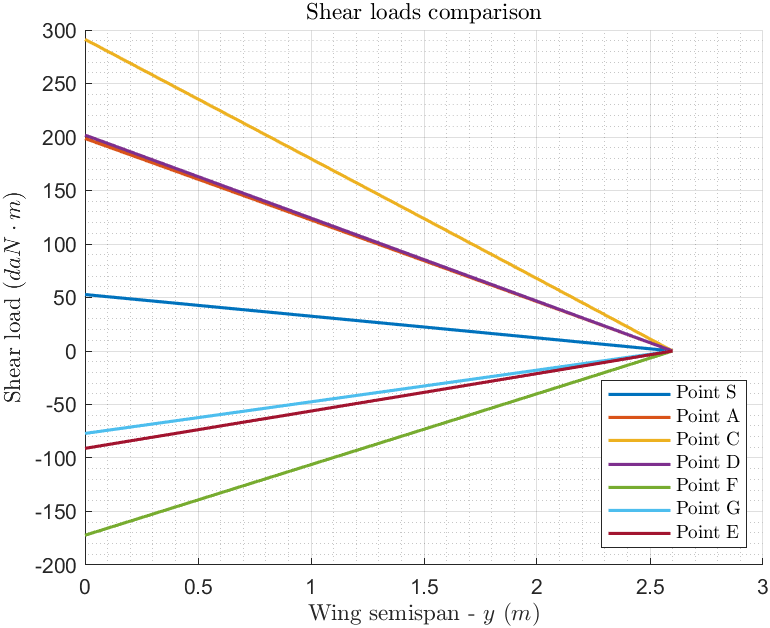 Shear loads comparison
300
250
200
150
100
50
0
-50
-100
-150
-200
Shear load (daN · m)
0
0.5
1
1.5
2
2.5
3
Wing semispan - y (m)
Point S
Point A
Point C
Point D
Point F
Point G
Point E